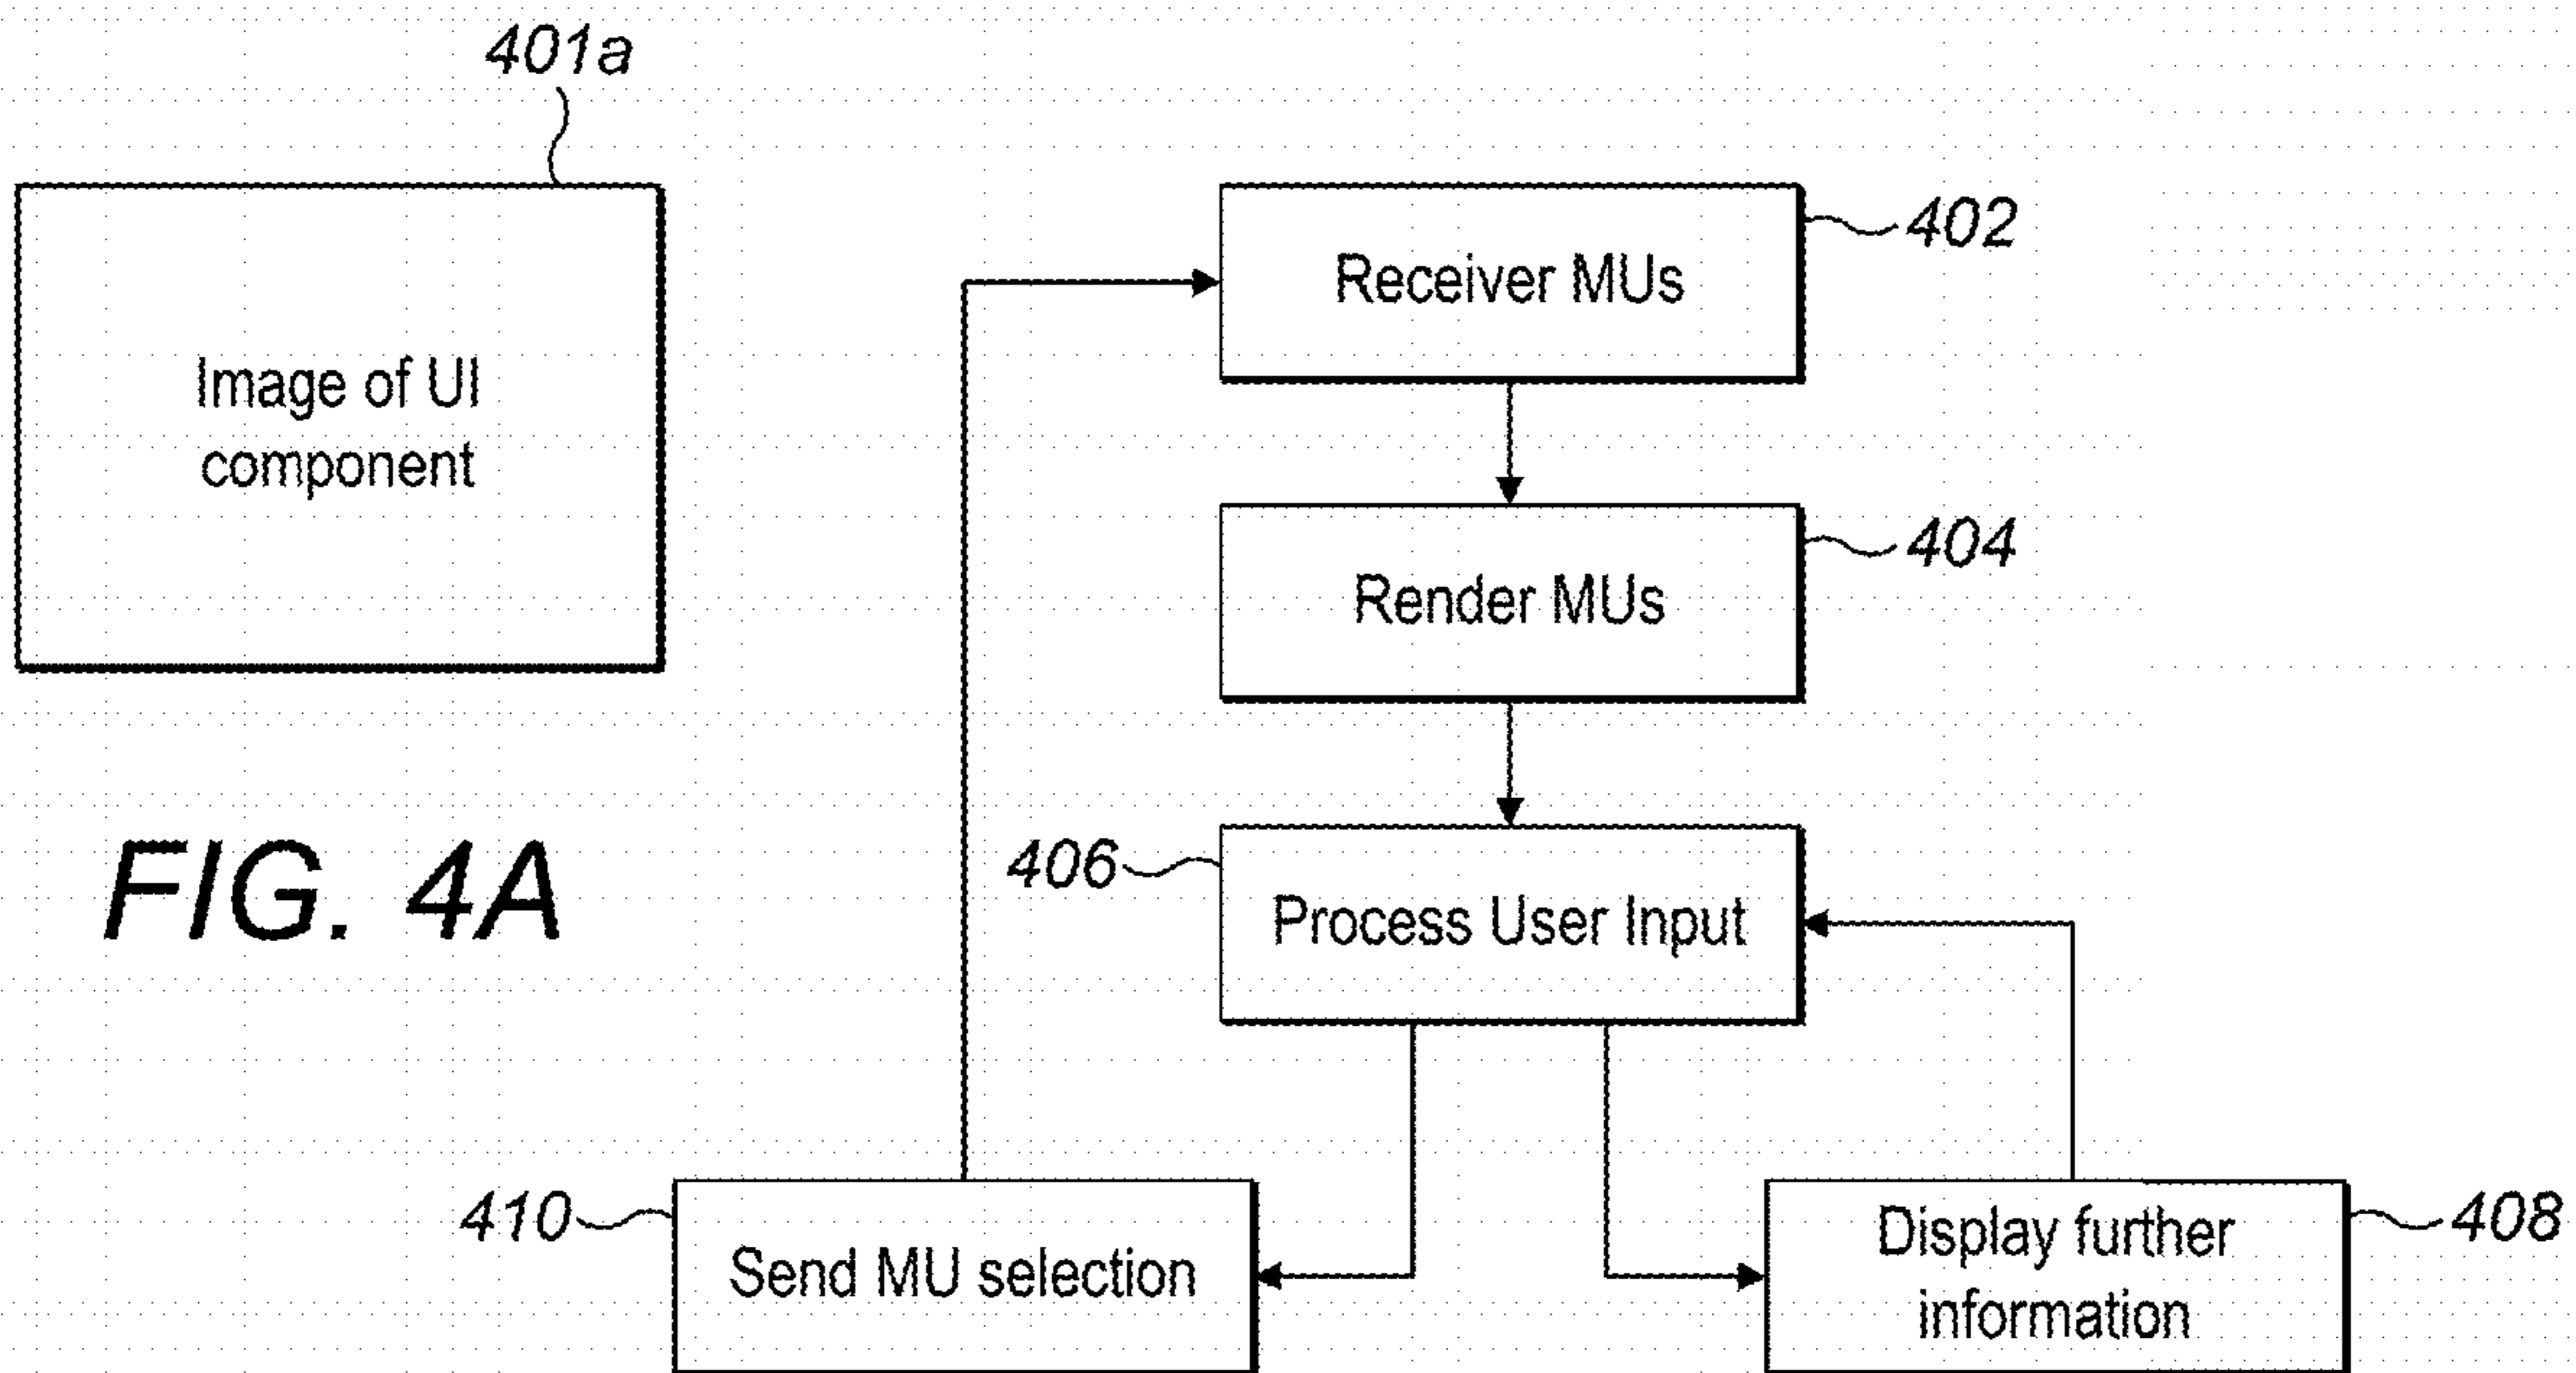 401a
Image of UI
component
FIG. 4A
402
Receiver MUs
404
Render MUs
406
Process User Input
410
Send MU selection
408
Display further
information